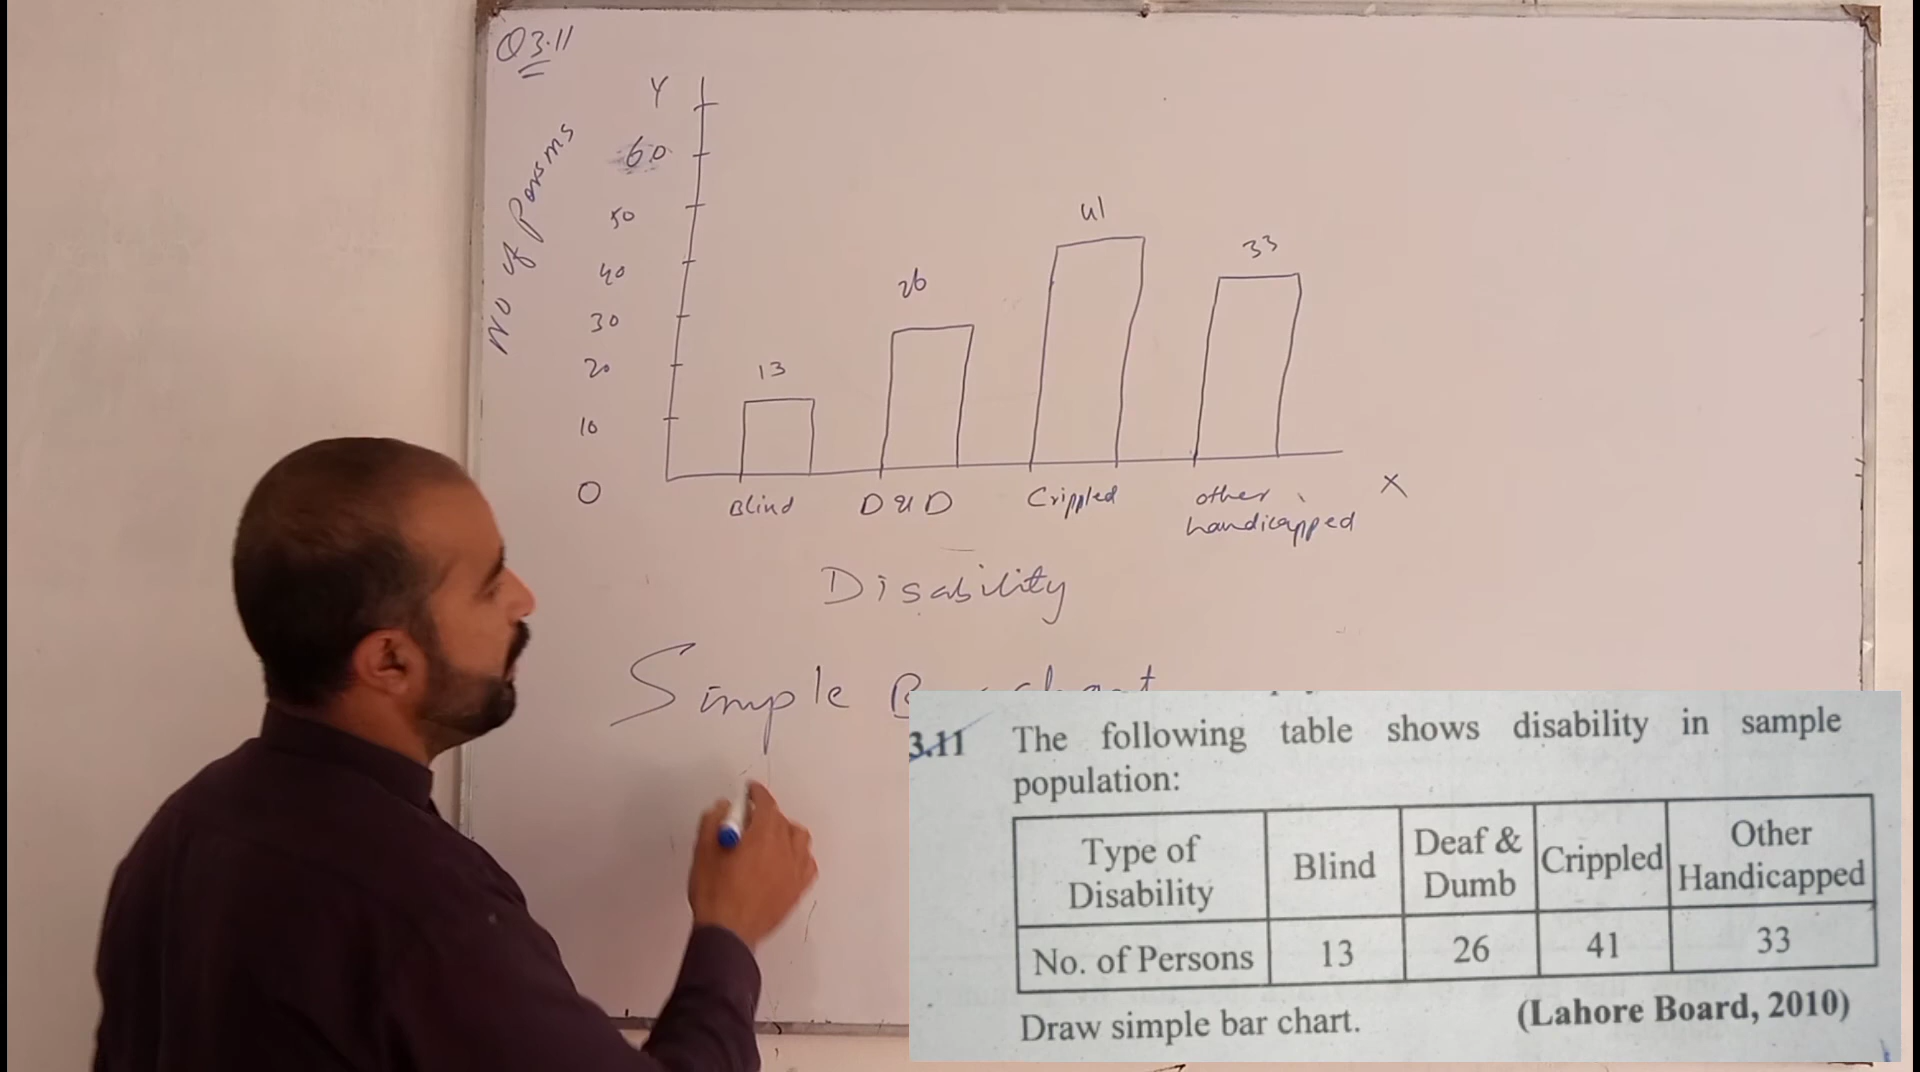 Q3.11
Y
No of Persons
60
50
40
30
20
10
0
13
26
41
33
Blind
D & D
Crippled
other handicapped
X
Disability
Simple
3.11 The following table shows disability in sample
population:
Type of Disability Blind Deaf & Dumb Crippled Other Handicapped
No. of Persons 13 26 41 33
Draw simple bar chart. (Lahore Board, 2010)